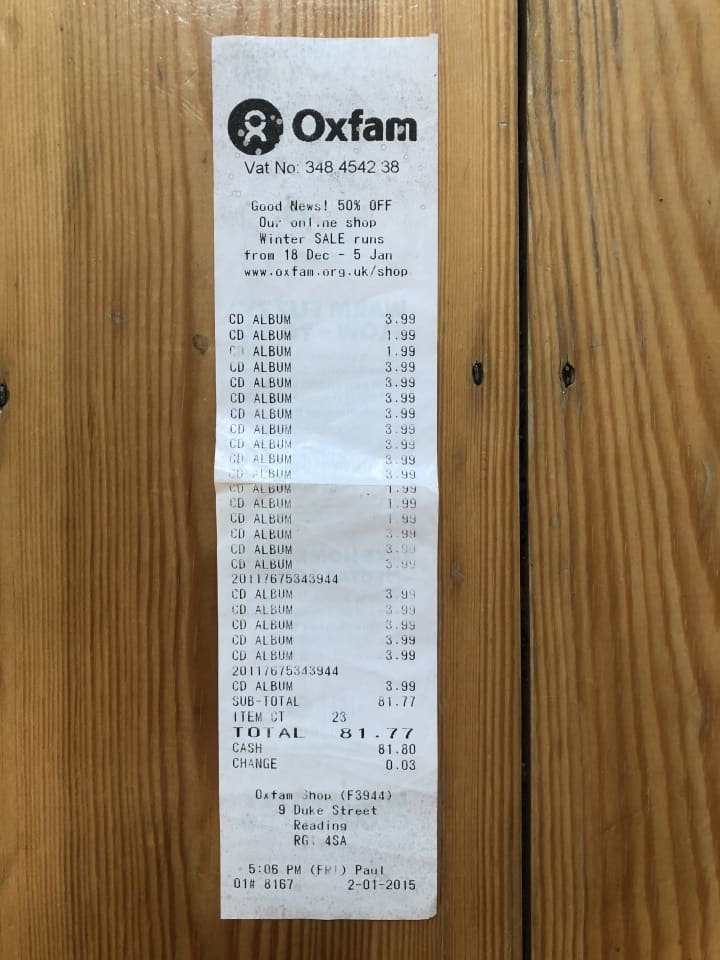 Oxfam
Vat No: 348 4542 38
Good News! 50% OFF
Our online shop
Winter SALE runs
from 18 Dec - 5 Jan
www.oxfam.org.uk/shop
CD ALBUM 3.99
CD ALBUM 1.99
CD ALBUM 1.99
CD ALBUM 3.99
CD ALBUM 3.99
CD ALBUM 3.99
CD ALBUM 3.99
CD ALBUM 3.99
CD ALBUM 3.99
CD ALBUM 3.99
CD ALBUM 3.99
CD ALBUM 1.99
CD ALBUM 1.99
CD ALBUM 1.99
CD ALBUM 3.99
CD ALBUM 3.99
CD ALBUM 3.99
20117675343944
CD ALBUM 3.99
CD ALBUM 3.99
CD ALBUM 3.99
CD ALBUM 3.99
CD ALBUM 3.99
20117675343944
CD ALBUM 3.99
SUB-TOTAL 81.77
ITEM CT 23
TOTAL 81.77
CASH 81.80
CHANGE 0.03
Oxfam Shop (F3944)
9 Duke Street
Reading
RG1 4SA
5:06 PM (FRI) Paul
01# 8167 2-01-2015